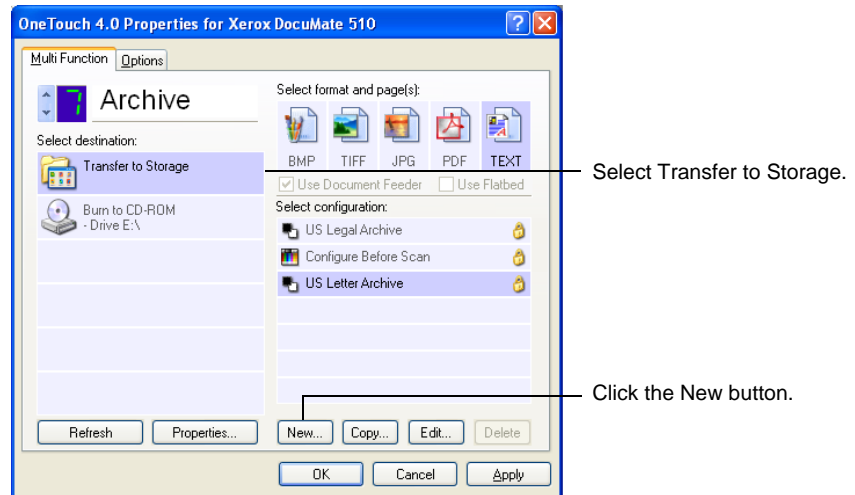 OneTouch 4.0 Properties for Xerox DocuMate 510
Multi Function
Options
7
Archive
Select destination:
Transfer to Storage
Burn to CD-ROM
- Drive E:\
Refresh
Properties...
Select format and page(s):
BMP TIFF JPG PDF TEXT
Use Document Feeder
Use Flatbed
Select configuration:
US Legal Archive
Configure Before Scan
US Letter Archive
New...
Copy...
Edit...
Delete
OK
Cancel
Apply
Select Transfer to Storage.
Click the New button.